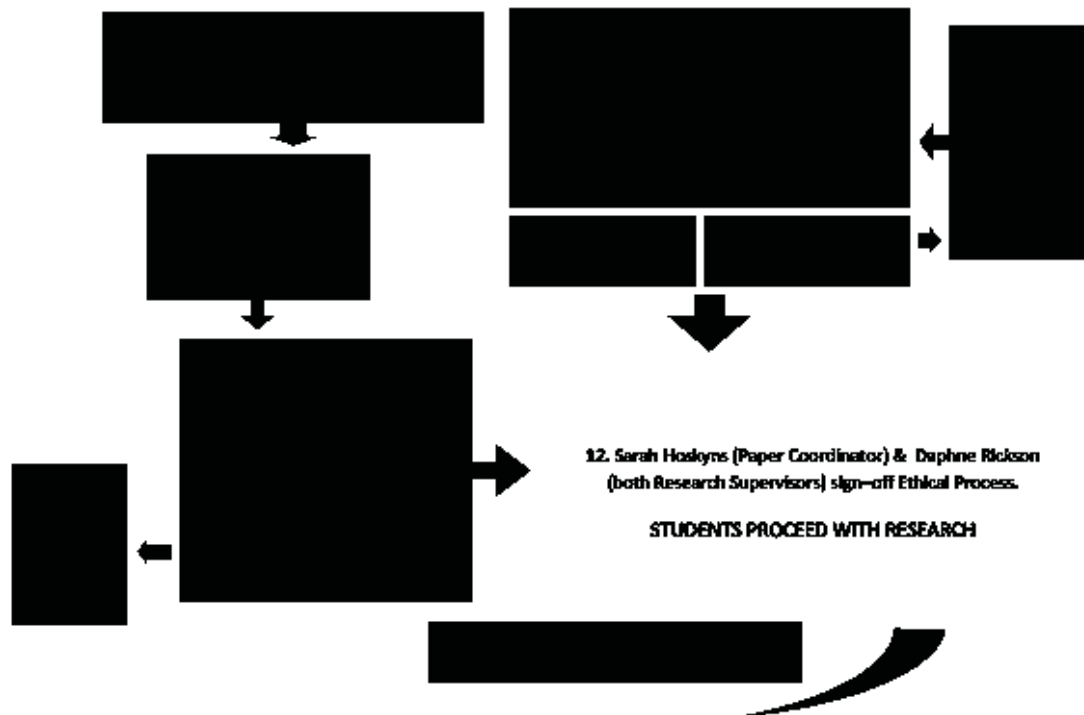 12. Sarah Hoskyns (Paper Coordinator) & Daphne Rickson
(both Research Supervisors) sign-off Ethical Process.
STUDENTS PROCEED WITH RESEARCH